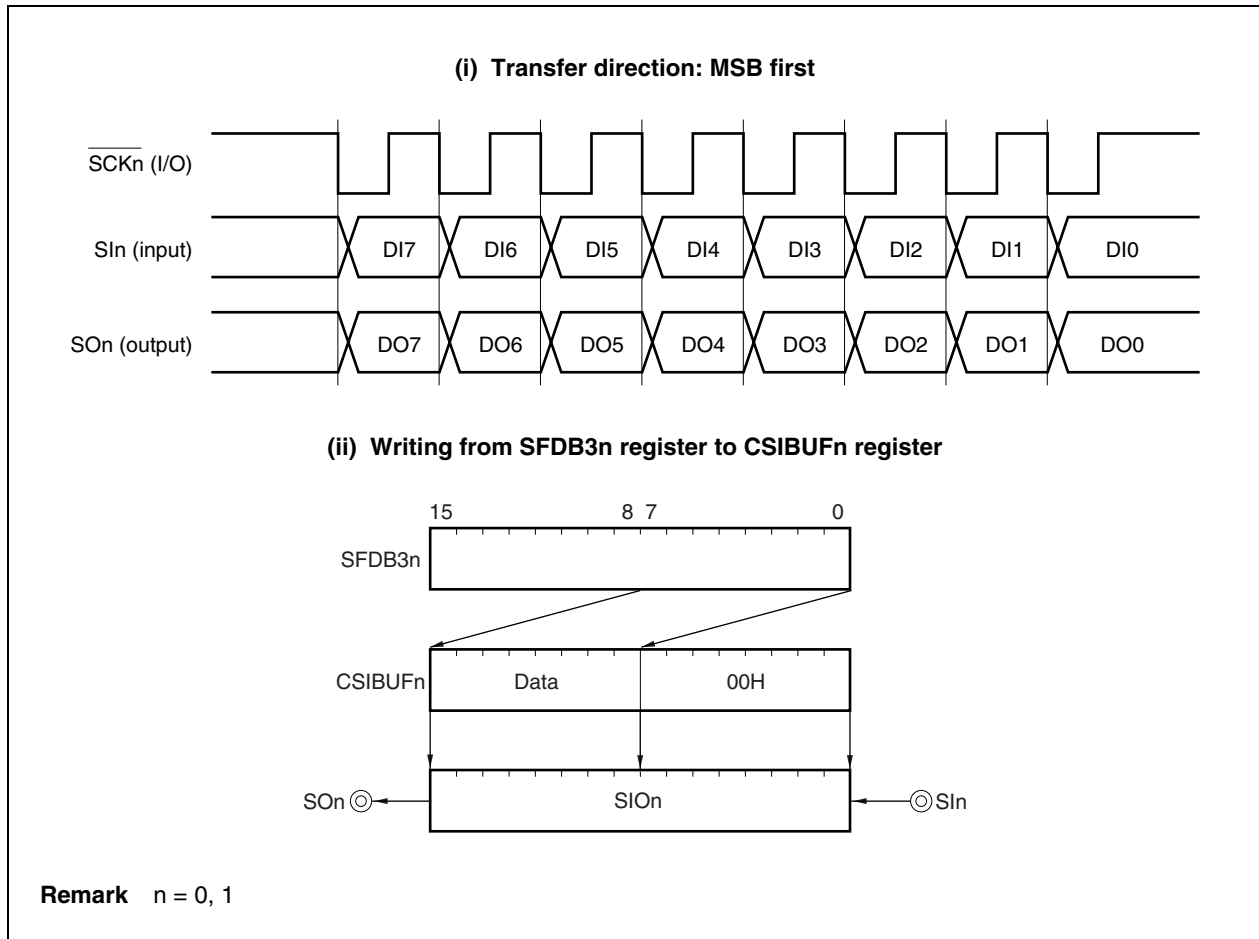 (i) Transfer direction: MSB first
SCKn (I/O)
SIn (input)
DI7 DI6 DI5 DI4 DI3 DI2 DI1 DI0
SOn (output)
DO7 DO6 DO5 DO4 DO3 DO2 DO1 DO0
(ii) Writing from SFDB3n register to CSIBUFn register
15 8 7 0
SFDB3n
CSIBUFn Data 00H
SOn SIOn SIn
Remark n = 0, 1